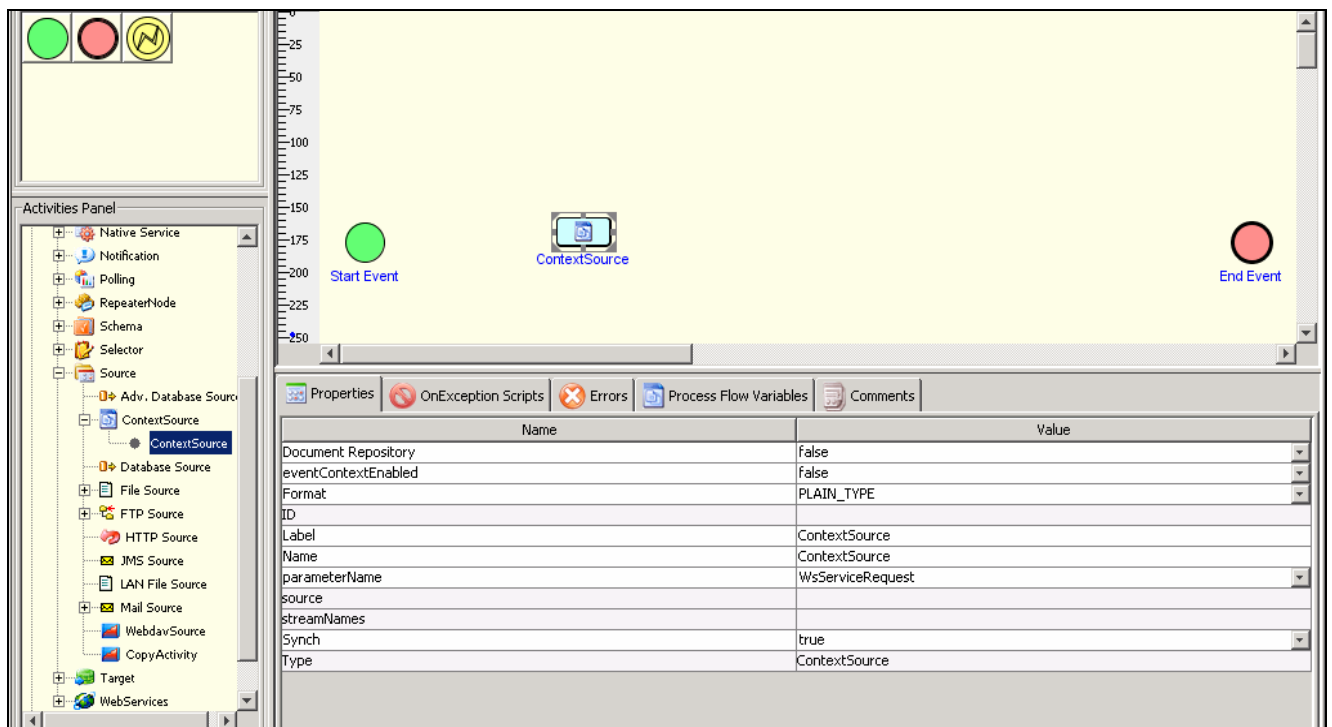 0
25
50
75
100
125
150
175
200
225
250
ContextSource
Start Event
End Event
Activities Panel
Native Service
Notification
Polling
RepeaterNode
Schema
Selector
Source
Adv. Database Sourc
ContextSource
ContextSource
Database Source
File Source
FTP Source
HTTP Source
JMS Source
LAN File Source
Mail Source
WebdavSource
CopyActivity
Target
WebServices
Properties OnException Scripts Errors Process Flow Variables Comments
Name Value
Document Repository false
eventContextEnabled false
Format PLAIN_TYPE
ID
Label ContextSource
Name ContextSource
parameterName WsServiceRequest
source
streamNames
Synch true
Type ContextSource